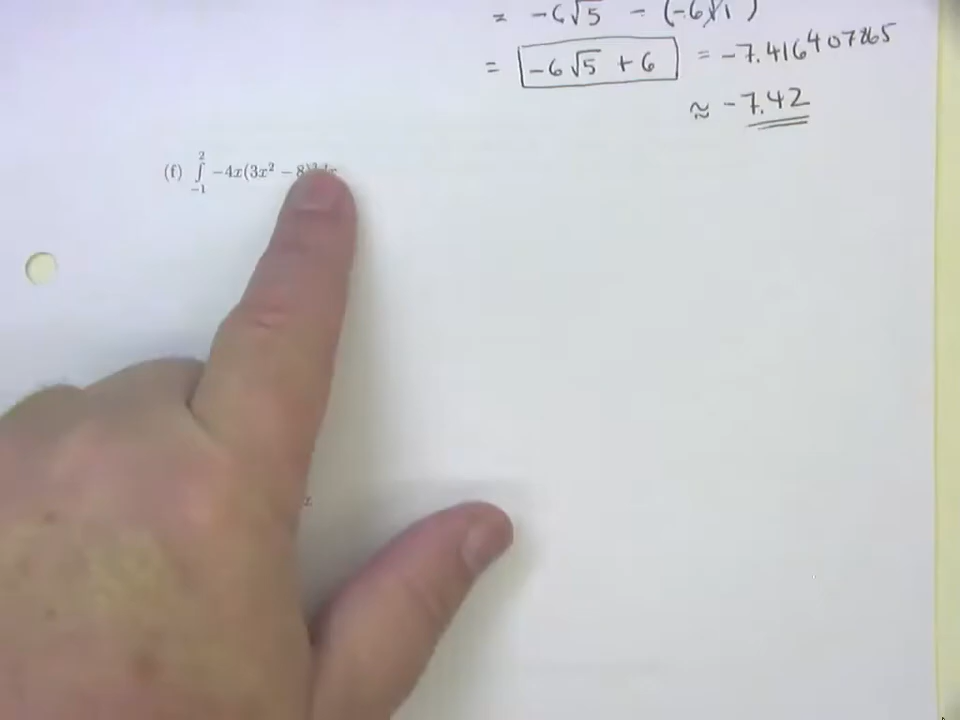 = -6√5 - (-6√1)
= -6√5 + 6 = -7.416407865
≈ -7.42
(f) ∫_{-1}^{2} -4x(3x² - 8)